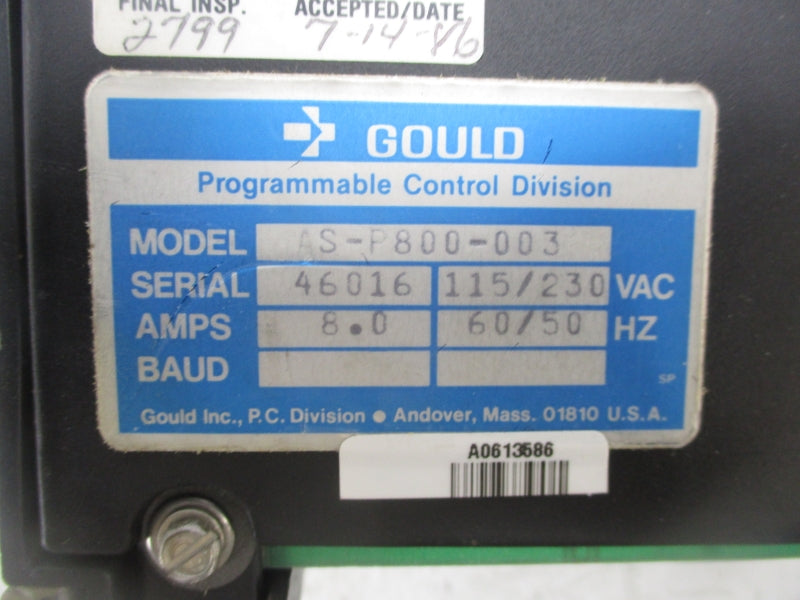 FINAL INSP. ACCEPTED/DATE
2799 7-14-86
GOULD
Programmable Control Division
MODEL AS-P800-003
SERIAL 46016 115/230 VAC
AMPS 8.0 60/50 HZ
BAUD
SP
Gould Inc., P.C. Division ● Andover, Mass. 01810 U.S.A.
A0613586